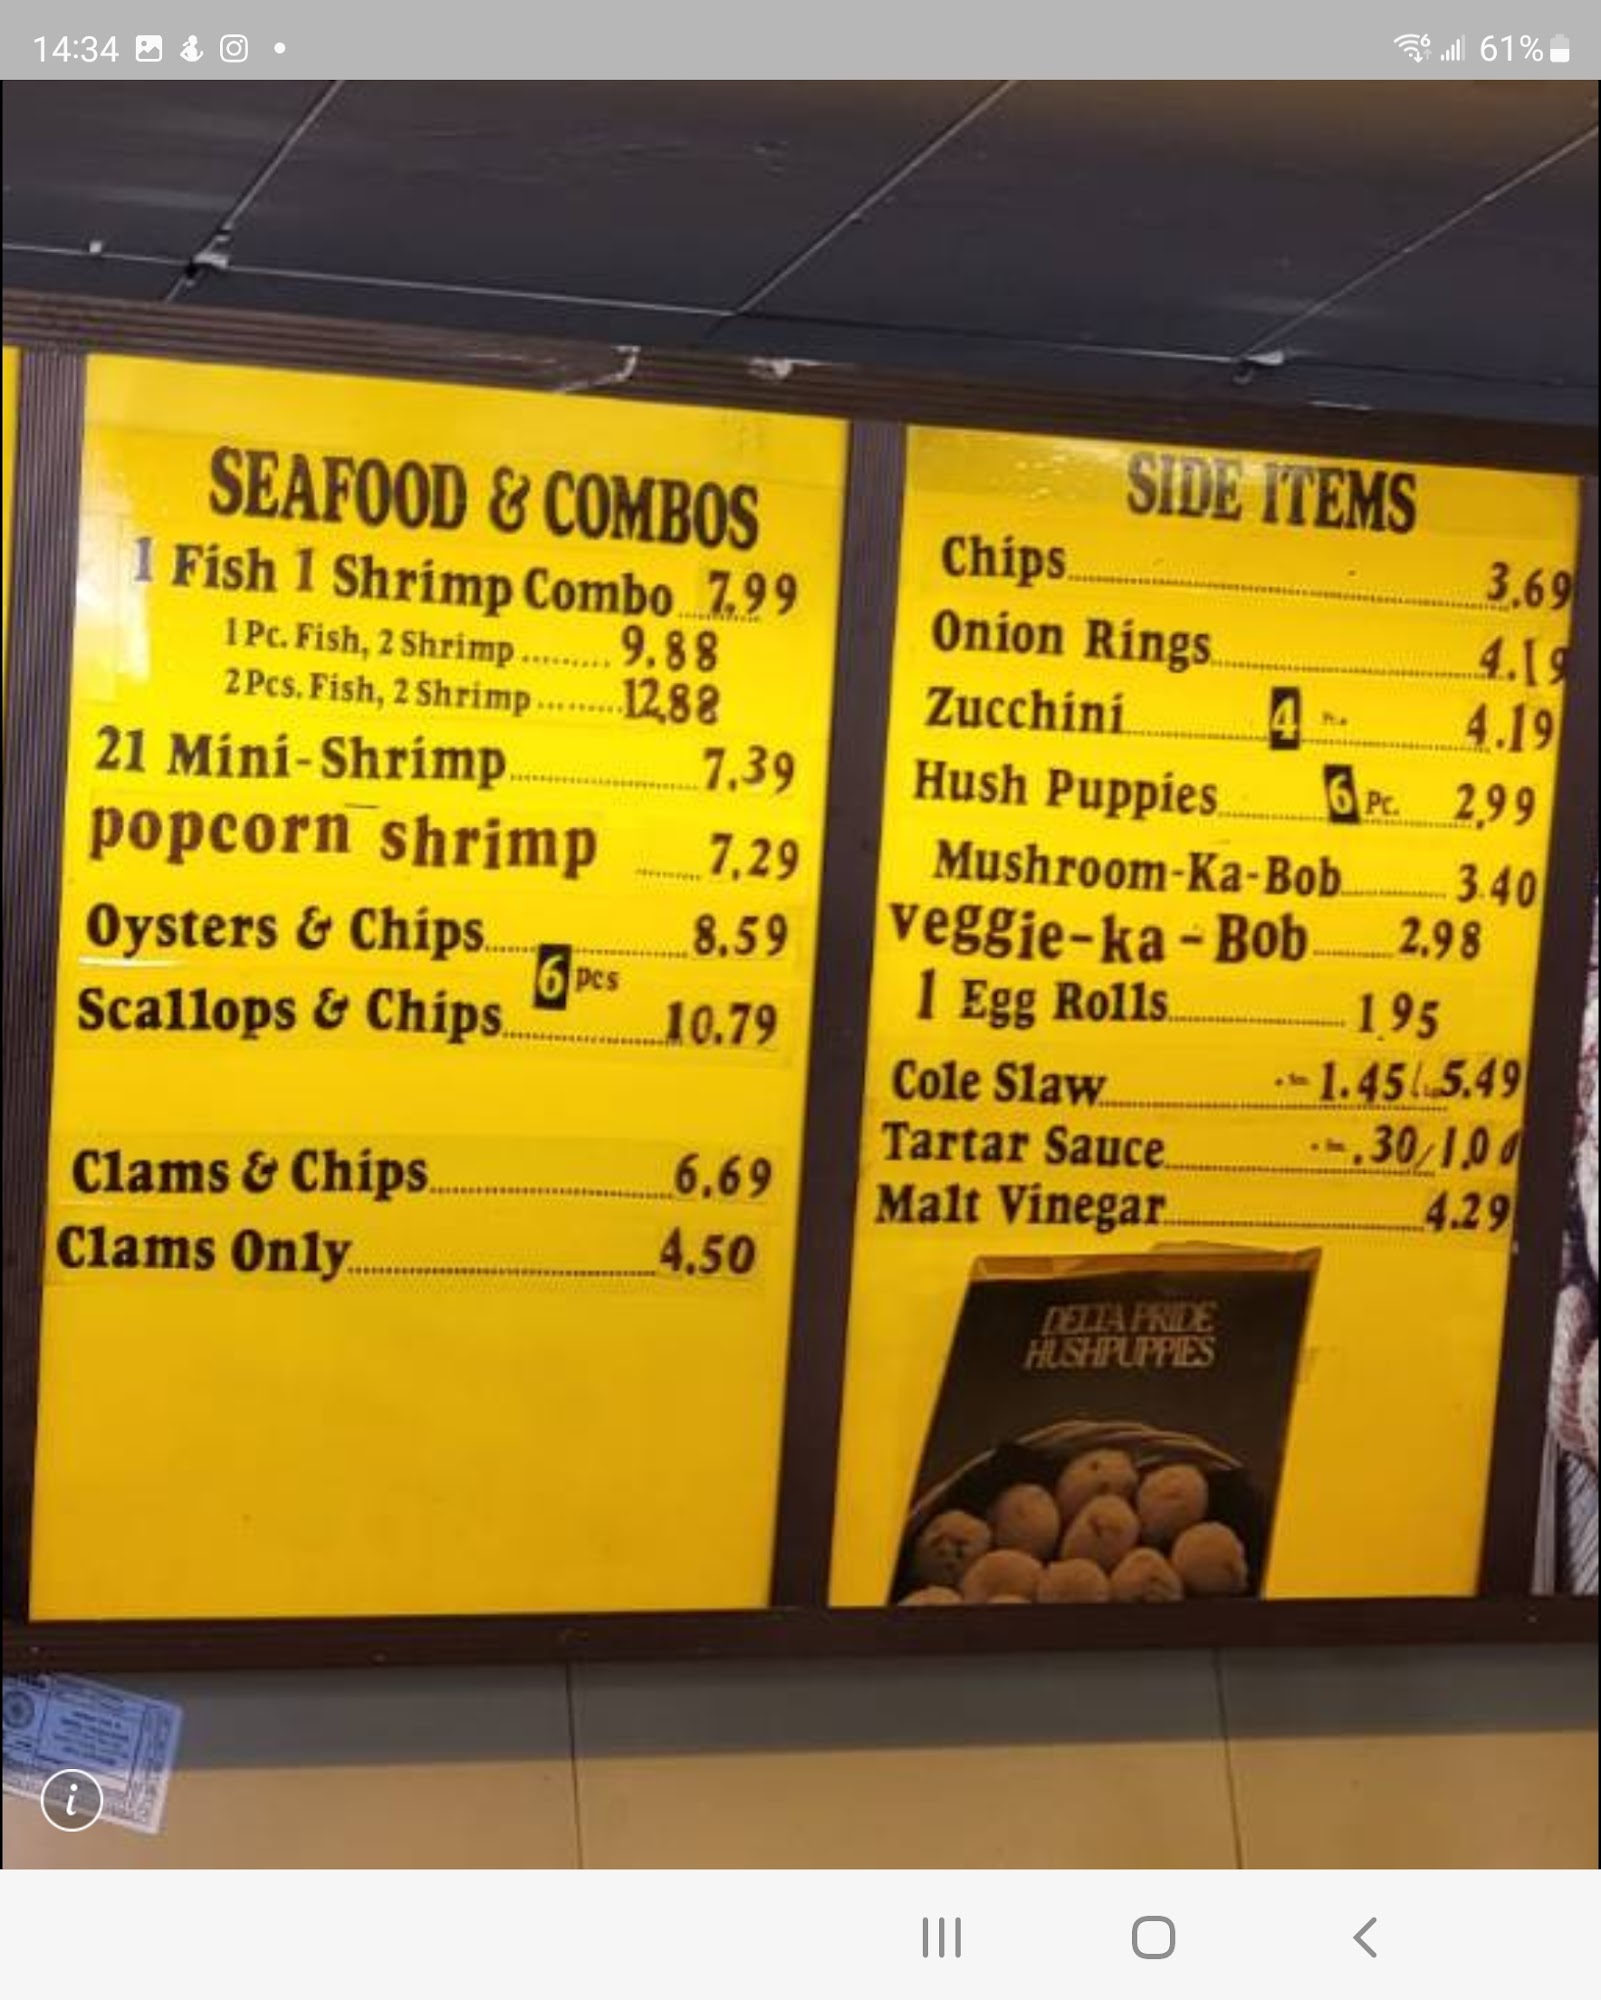 14:34
61%
SEAFOOD & COMBOS
1 Fish 1 Shrimp Combo 7.99
1 Pc. Fish, 2 Shrimp ......... 9.88
2 Pcs. Fish, 2 Shrimp ......... 12.88
21 Mini-Shrimp 7.39
popcorn shrimp 7.29
Oysters & Chips 8.59
6 pcs
Scallops & Chips 10.79
Clams & Chips 6.69
Clams Only 4.50
SIDE ITEMS
Chips 3.69
Onion Rings 4.19
Zucchini 4 4.19
Hush Puppies 6 Pc. 2.99
Mushroom-Ka-Bob 3.40
veggie-ka-Bob 2.98
1 Egg Rolls 1.95
Cole Slaw 1.45 5.49
Tartar Sauce .30/1.0
Malt Vinegar 4.29
DELTA PRIDE
HUSHPUPPIES